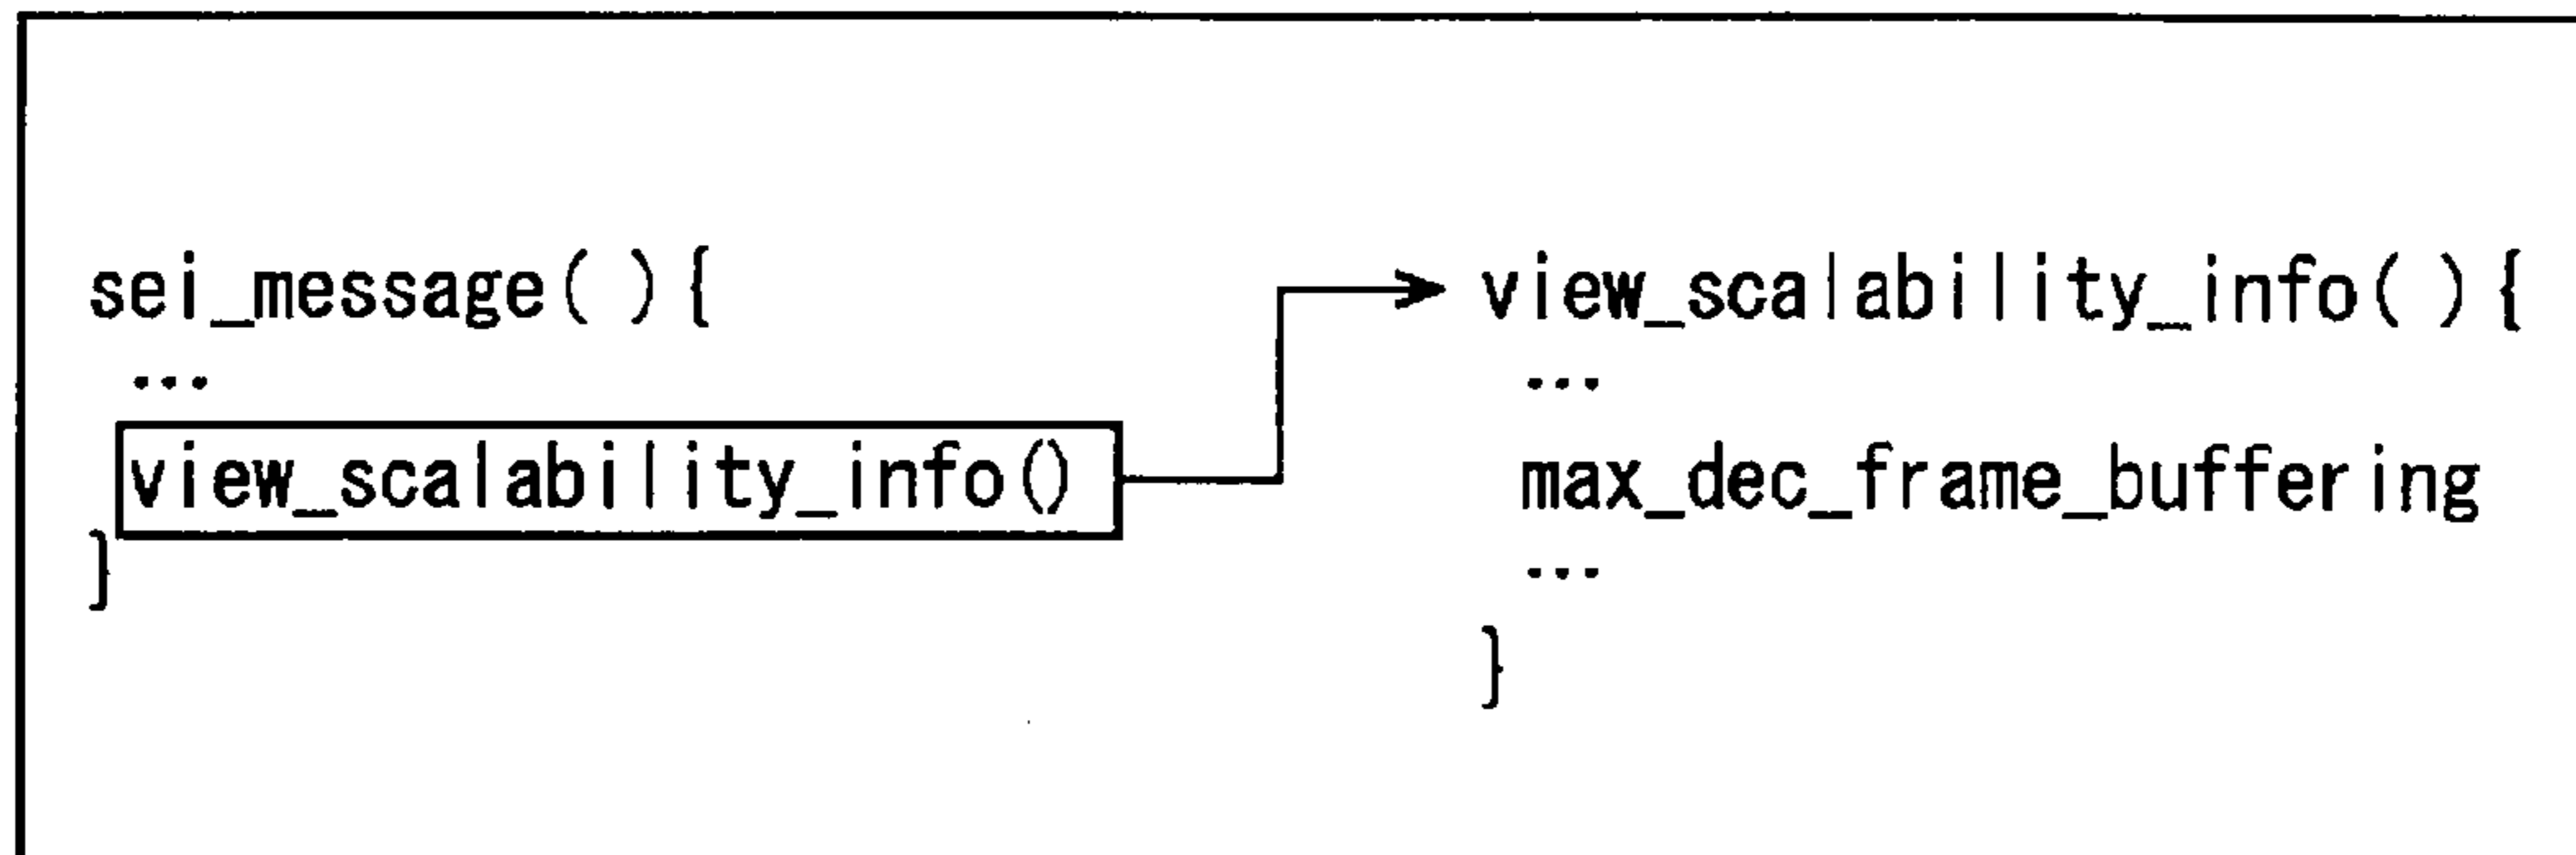 sei_message( ){
...
view_scalability_info()
}
view_scalability_info( ){
...
max_dec_frame_buffering
...
}